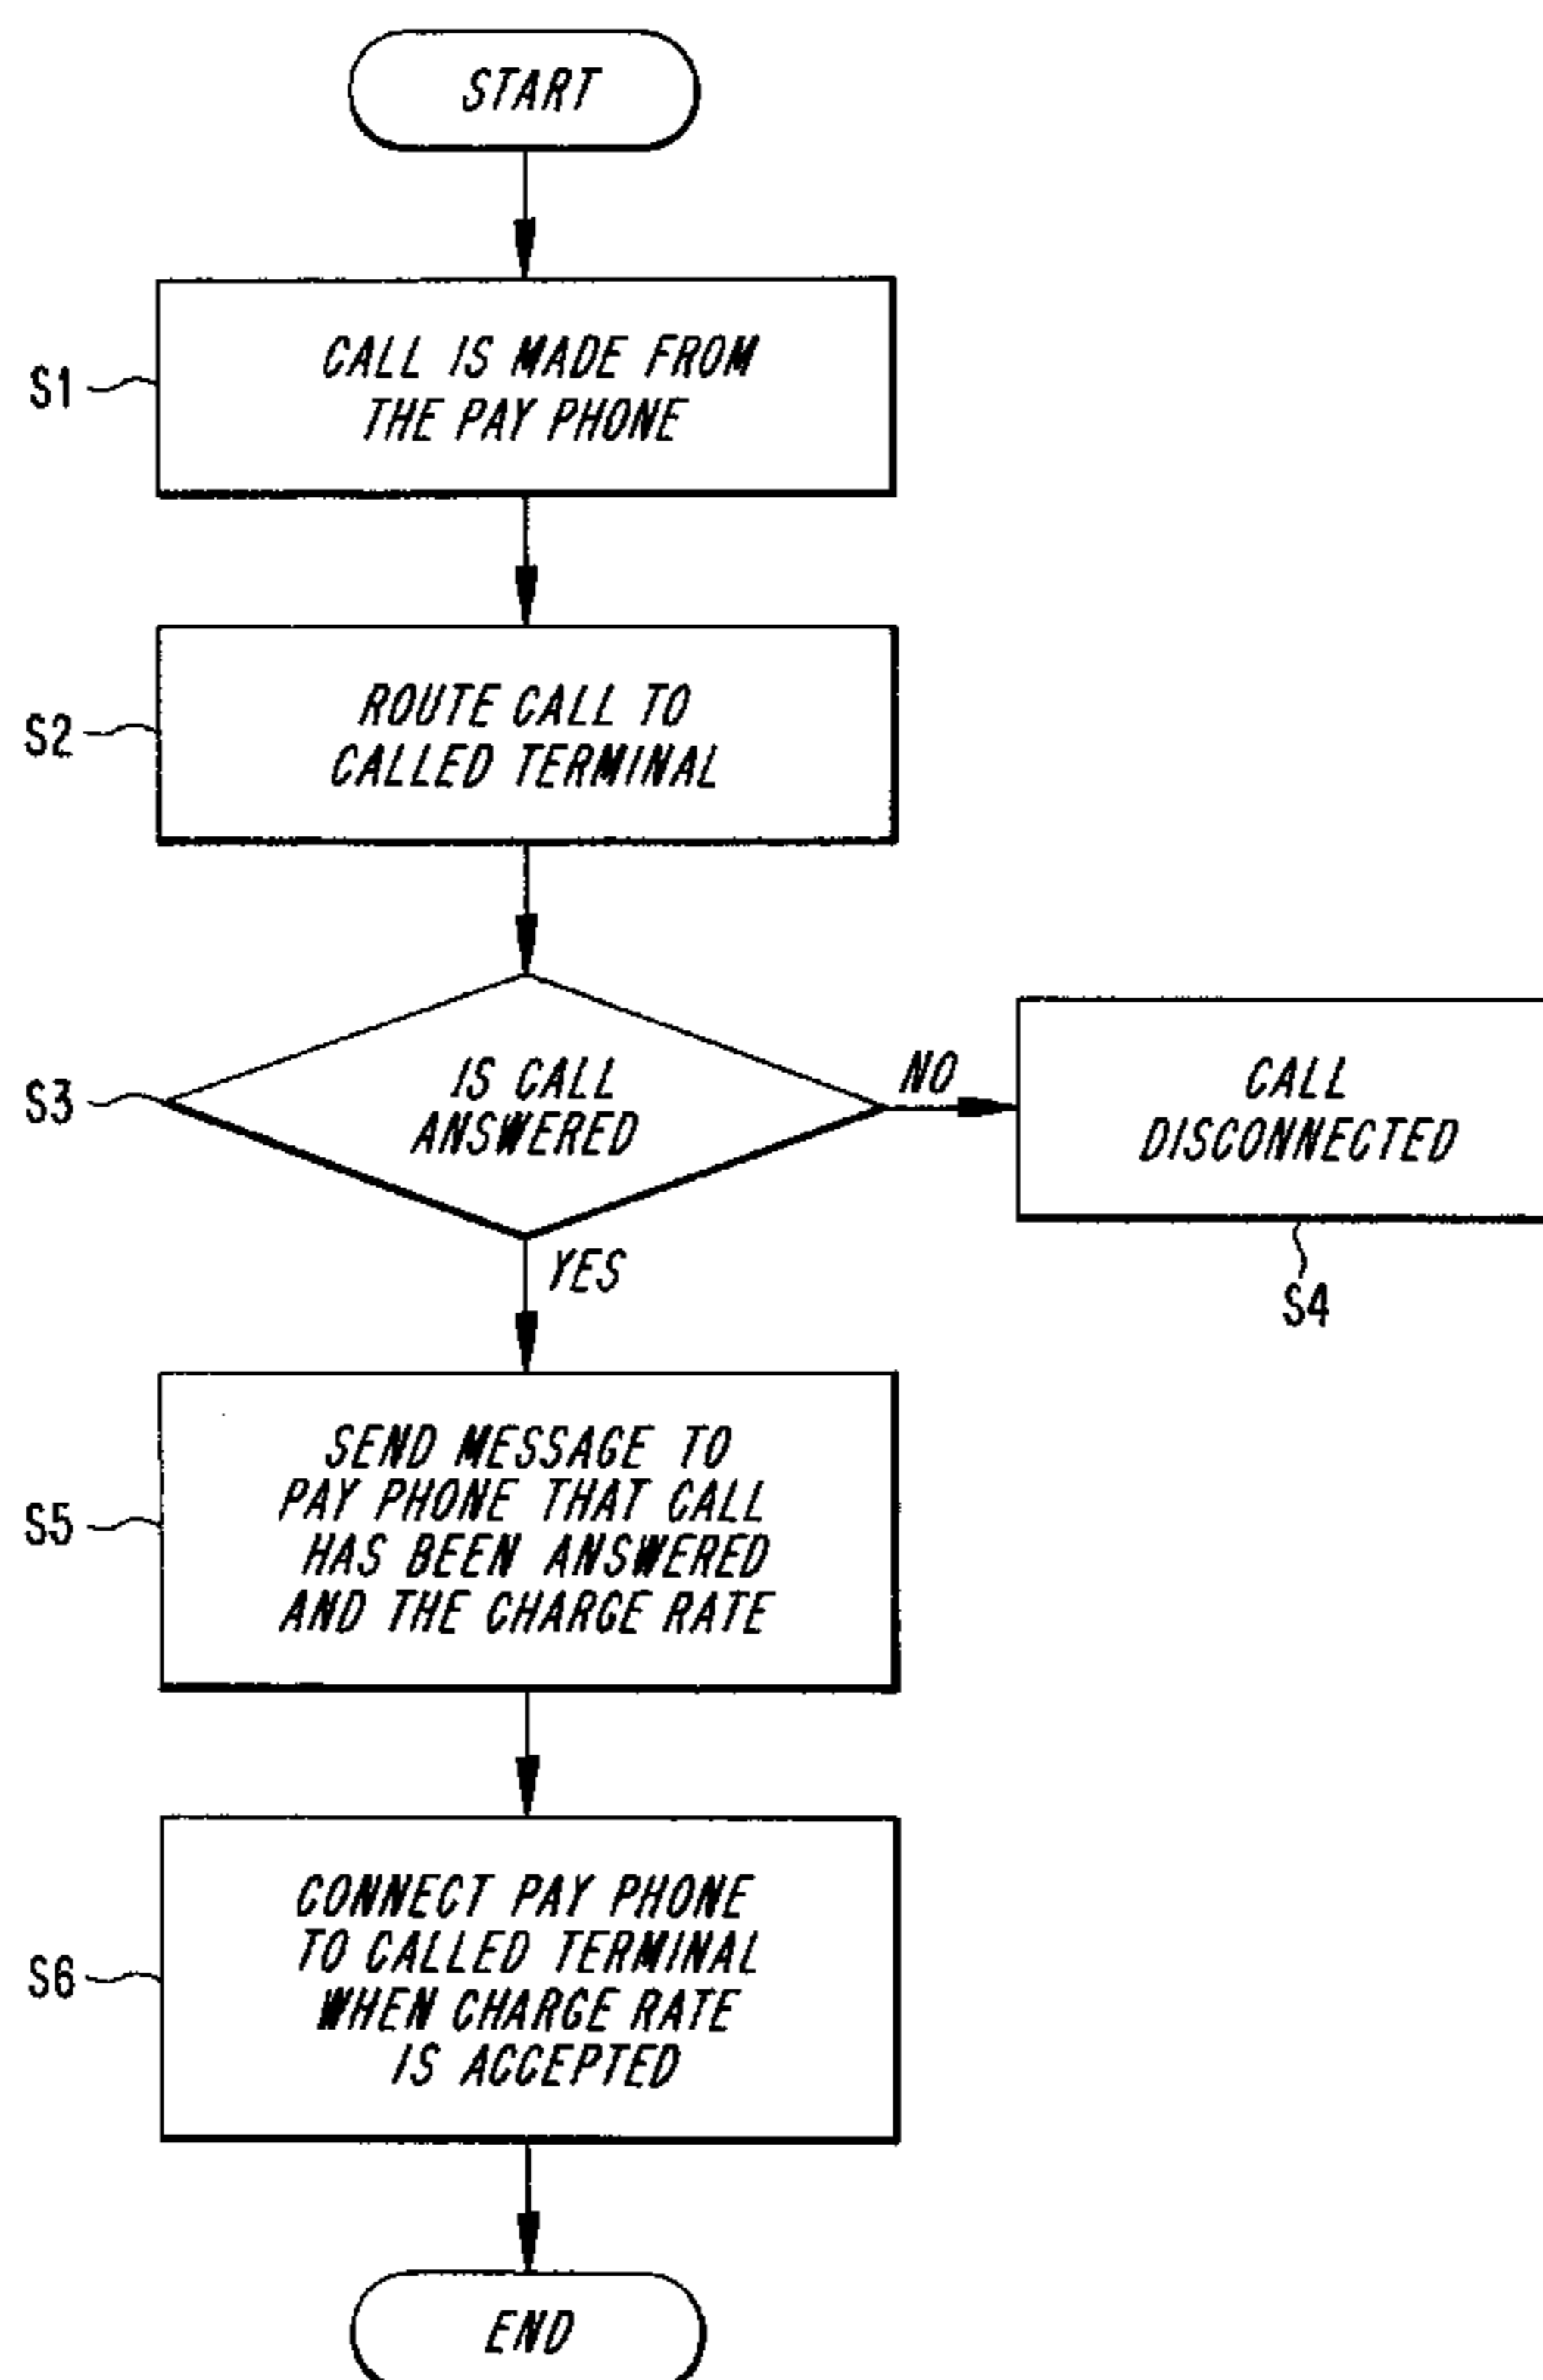 START
S1
CALL IS MADE FROM
THE PAY PHONE
S2
ROUTE CALL TO
CALLED TERMINAL
S3
IS CALL
ANSWERED
NO
CALL
DISCONNECTED
S4
YES
S5
SEND MESSAGE TO
PAY PHONE THAT CALL
HAS BEEN ANSWERED
AND THE CHARGE RATE
S6
CONNECT PAY PHONE
TO CALLED TERMINAL
WHEN CHARGE RATE
IS ACCEPTED
END